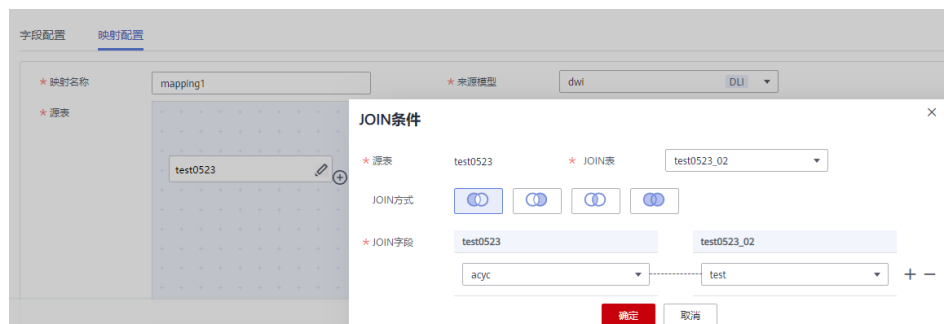 字段配置 映射配置
* 映射名称 mapping1 * 来源模型 dwi DLI
* 源表
test0523
JOIN条件
* 源表 test0523 * JOIN表 test0523_02
JOIN方式
* JOIN字段 test0523 test0523_02
acyc test
确定 取消